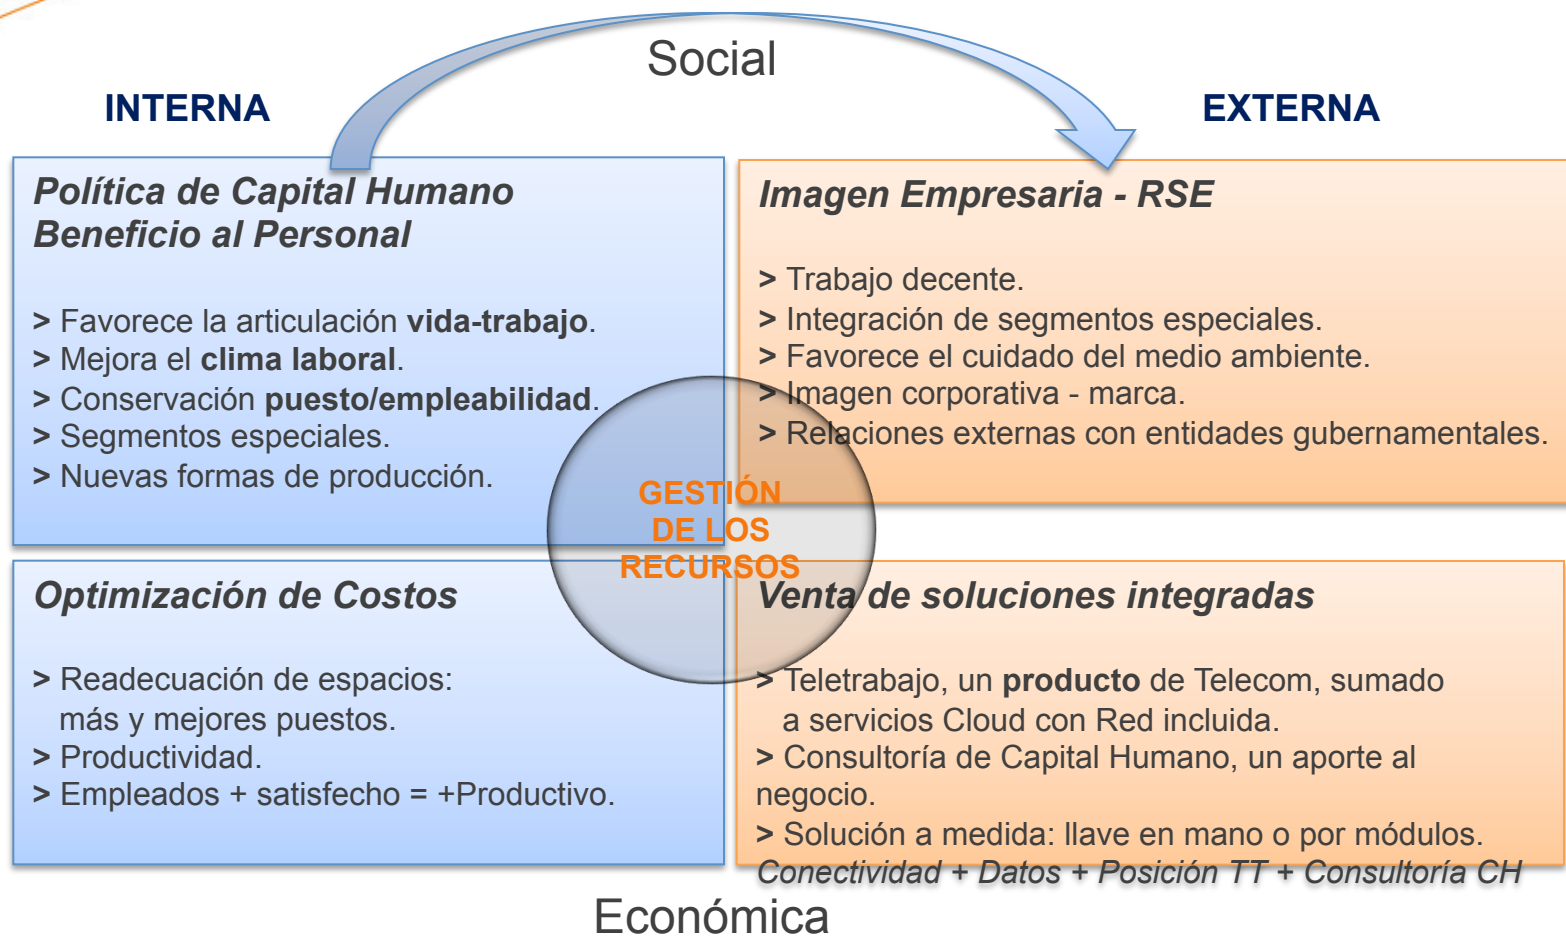 Social
INTERNA
EXTERNA
Política de Capital Humano
Beneficio al Personal
> Favorece la articulación vida-trabajo.
> Mejora el clima laboral.
> Conservación puesto/empleabilidad.
> Segmentos especiales.
> Nuevas formas de producción.
Imagen Empresaria - RSE
> Trabajo decente.
> Integración de segmentos especiales.
> Favorece el cuidado del medio ambiente.
> Imagen corporativa - marca.
> Relaciones externas con entidades gubernamentales.
GESTIÓN
DE LOS
RECURSOS
Optimización de Costos
> Readecuación de espacios:
más y mejores puestos.
> Productividad.
> Empleados + satisfecho = +Productivo.
Venta de soluciones integradas
> Teletrabajo, un producto de Telecom, sumado
a servicios Cloud con Red incluida.
> Consultoría de Capital Humano, un aporte al
negocio.
> Solución a medida: llave en mano o por módulos.
Conectividad + Datos + Posición TT + Consultoría CH
Económica